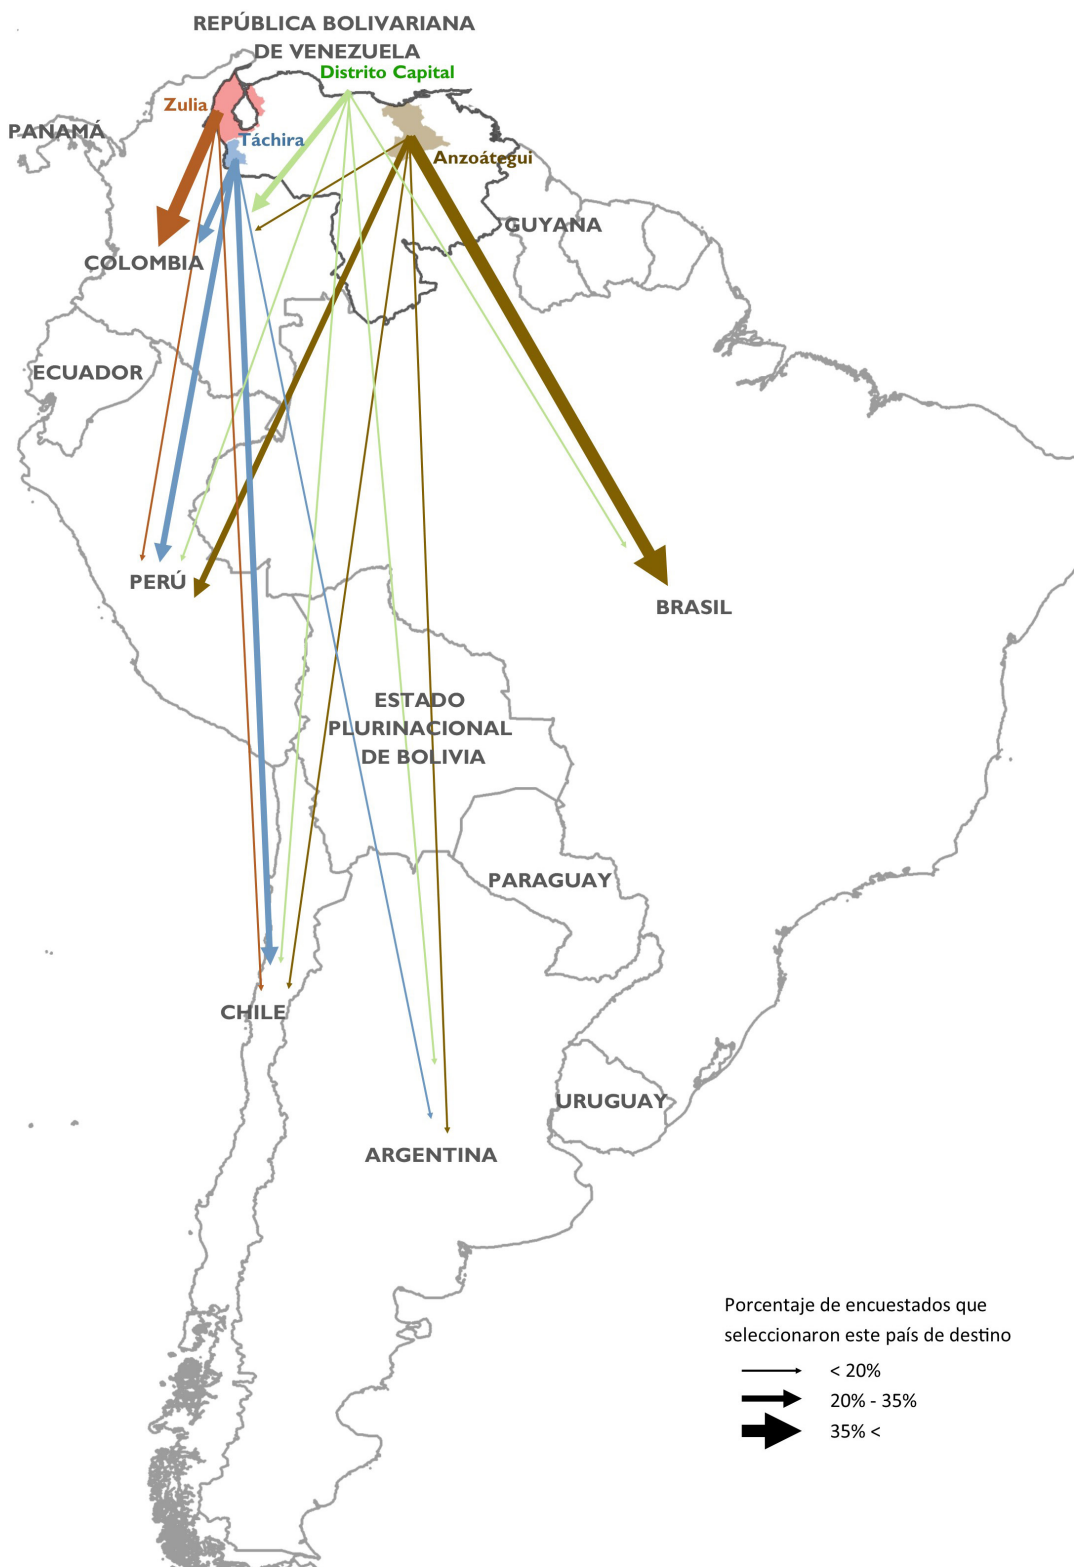 REPÚBLICA BOLIVARIANA
DE VENEZUELA
Distrito Capital
Zulia
PANAMÁ
Táchira
Anzoátegui
GUYANA
COLOMBIA
ECUADOR
PERÚ
BRASIL
ESTADO
PLURINACIONAL
DE BOLIVIA
PARAGUAY
CHILE
URUGUAY
ARGENTINA
Porcentaje de encuestados que
seleccionaron este país de destino
< 20%
20% - 35%
35% <